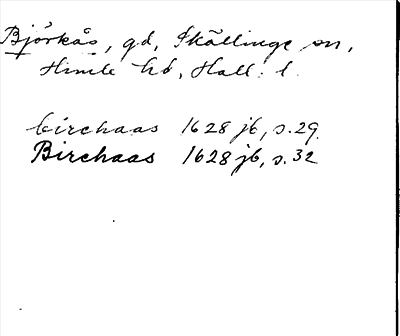 Björkås, gd, Skällinge sn,
Himle hd, Hall. l.
birchaas 1628 jb, s. 29.
Birchaas 1628 jb, s. 32